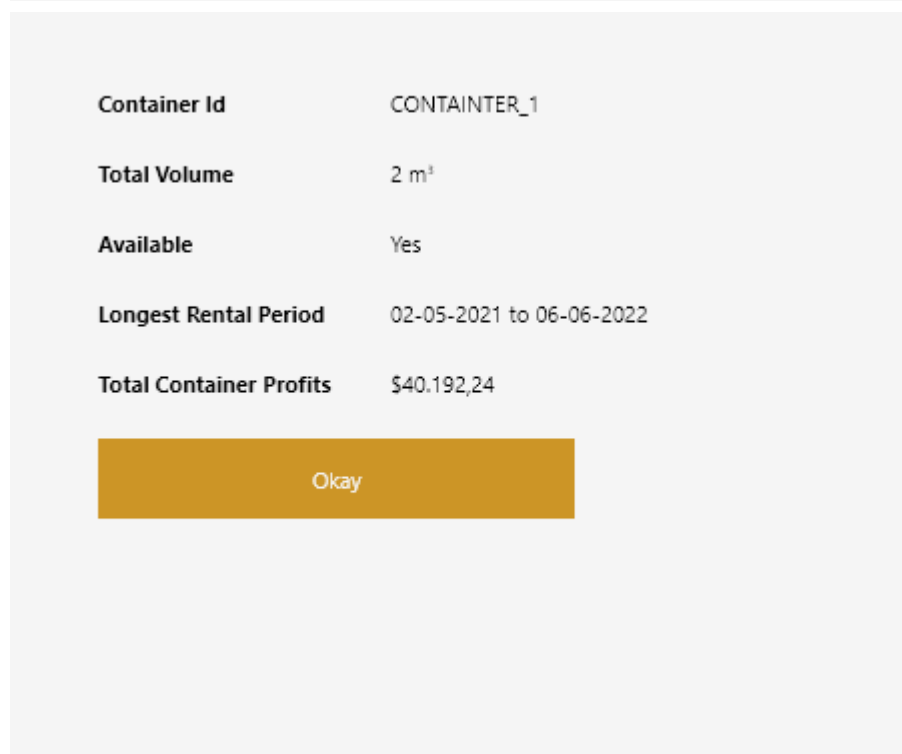 Container Id CONTAINTER_1
Total Volume 2 m³
Available Yes
Longest Rental Period 02-05-2021 to 06-06-2022
Total Container Profits $40.192,24
Okay